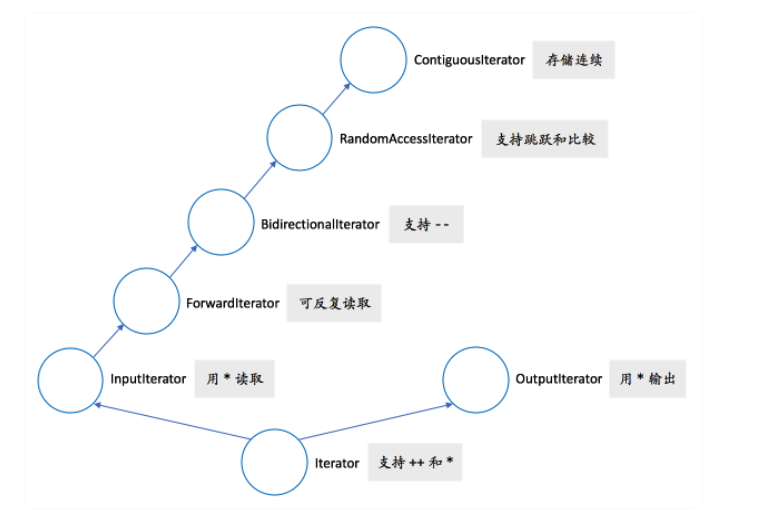 ContiguousIterator 存储连续
RandomAccessIterator 支持跳跃和比较
BidirectionalIterator 支持 --
ForwardIterator 可反复读取
InputIterator 用 * 读取
OutputIterator 用 * 输出
Iterator 支持 ++ 和 *